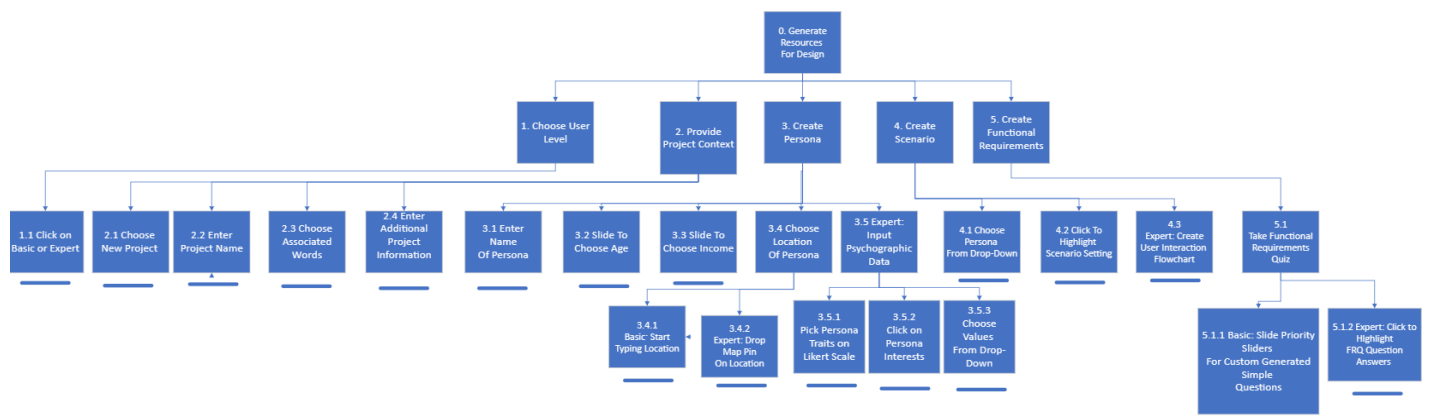 0. Generate
Resources
For Design
1. Choose User
Level
2. Provide
Project Context
3. Create
Persona
4. Create
Scenario
5. Create
Functional
Requirements
1.1 Click on
Basic or Expert
2.1 Choose
New Project
2.2 Enter
Project Name
2.3 Choose
Associated
Words
2.4 Enter
Additional
Project
Information
3.1 Enter
Name
Of Persona
3.2 Slide To
Choose Age
3.3 Slide To
Choose Income
3.4 Choose
Location
Of Persona
3.5 Expert:
Input
Psychographic
Data
4.1 Choose
Persona
From Drop-Down
4.2 Click To
Highlight
Scenario Setting
4.3
Expert: Create
User Interaction
Flowchart
5.1
Take Functional
Requirements
Quiz
3.4.1
Basic: Start
Typing Location
3.4.2
Expert: Drop
Map Pin
On Location
3.5.1
Pick Persona
Traits on
Likert Scale
3.5.2
Click on
Persona
Interests
3.5.3
Choose
Values
From Drop-
Down
5.1.1 Basic: Slide Priority
Sliders
For Custom Generated
Simple
Questions
5.1.2 Expert: Click to
Highlight
FRQ Question
Answers